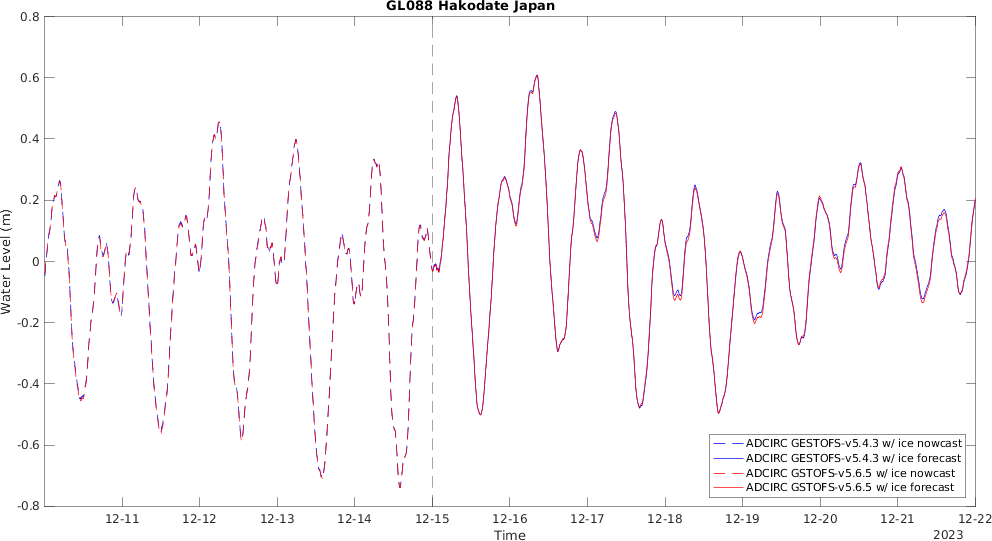 GL088 Hakodate Japan
0.8
0.6
0.4
0.2
0
-0.2
-0.4
-0.6
-0.8
Water Level (m)
ADCIRC GESTOFS-v5.4.3 w/ ice nowcast
ADCIRC GESTOFS-v5.4.3 w/ ice forecast
ADCIRC GSTOFS-v5.6.5 w/ ice nowcast
ADCIRC GSTOFS-v5.6.5 w/ ice forecast
12-11 12-12 12-13 12-14 12-15 12-16 12-17 12-18 12-19 12-20 12-21 12-22
Time
2023